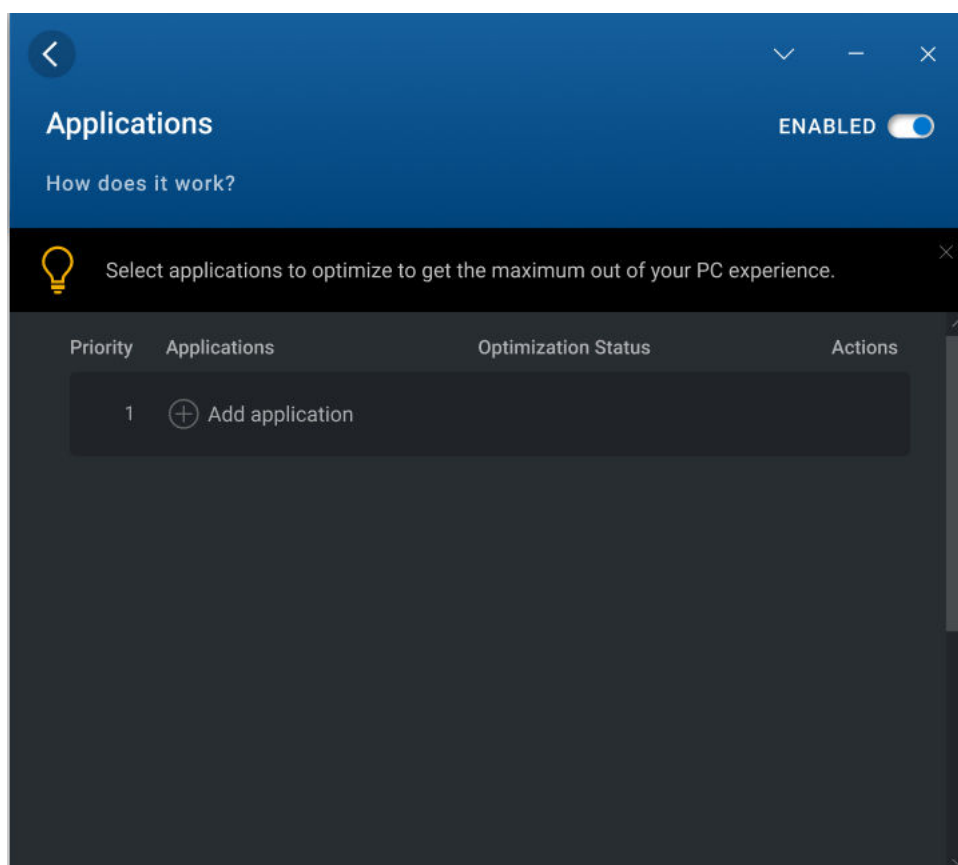 Applications
ENABLED
How does it work?
Select applications to optimize to get the maximum out of your PC experience.
Priority Applications Optimization Status Actions
1 Add application